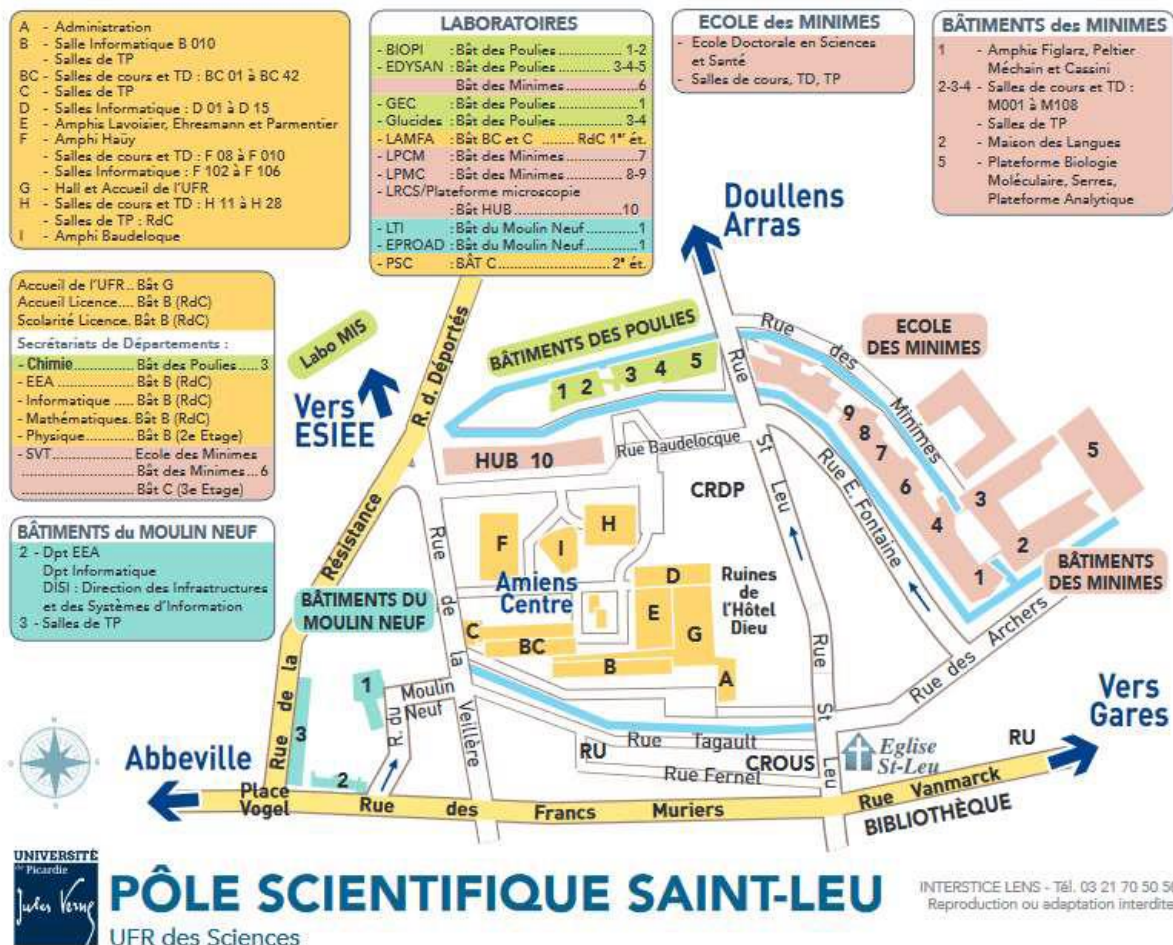 A - Administration
B - Salle Informatique B 010
- Salles de TP
BC - Salles de cours et TD : BC 01 à BC 42
C - Salles de TP
D - Salles Informatique : D 01 à D 15
E - Amphis Lavoisier, Ehresmann et Parmentier
F - Amphi Haüy
- Salles de cours et TD : F 08 à F 010
- Salles Informatique : F 102 à F 106
G - Hall et Accueil de l'UFR
H - Salles de cours et TD : H 11 à H 28
- Salles de TP : RdC
I - Amphi Baudeloque
LABORATOIRES
- BIOPI : Bât des Poulies ............ 1-2
- EDYSAN : Bât des Poulies ........ 3-4-5
Bât des Minimes ............ 6
- GEC : Bât des Poulies ............ 1
- Glucides : Bât des Poulies ............ 3-4
- LAMFA : Bât BC et C ........ RdC 1er ét.
- LPCM : Bât des Minimes ............ 7
- LPMC : Bât des Minimes ............ 8-9
- LRCS/Plateforme microscopie
: Bât HUB ............ 10
- LTI : Bât du Moulin Neuf ............ 1
- EPROAD : Bât du Moulin Neuf ............ 1
- PSC : BÂT C ............ 2e ét.
ECOLE des MINIMES
- Ecole Doctorale en Sciences
et Santé
- Salles de cours, TD, TP
BÂTIMENTS des MINIMES
1 - Amphis Figlarz, Peltier
Méchain et Cassini
2-3-4 - Salles de cours et TD :
M001 à M108
- Salles de TP
2 - Maison des Langues
5 - Plateforme Biologie
Moléculaire, Serres,
Plateforme Analytique
Accueil de l'UFR.. Bât G
Accueil Licence.... Bât B (RdC)
Scolarité Licence. Bât B (RdC)
Secrétariats de Départements :
- Chimie ............ Bât des Poulies ... 3
- EEA ............ Bât B (RdC)
- Informatique ..... Bât B (RdC)
- Mathématiques. Bât B (RdC)
- Physique ............ Bât B (2e Etage)
- SVT ............ Ecole des Minimes
............ Bât des Minimes ... 6
............ Bât C (3e Etage)
BÂTIMENTS du MOULIN NEUF
2 - Dpt EEA
Dpt Informatique
DISI : Direction des Infrastructures
et des Systèmes d'Information
3 - Salles de TP
Doullens
Arras
Labo MIS
Vers
ESIEE
R. d. Déportés
Résistance
Rue de la
BÂTIMENTS DES POULIES
1 2 3 4 5
Rue
des
Minimes
ECOLE
DES MINIMES
HUB 10
Rue Baudelocque
CRDP
Rue
St
Leu
Rue E. Fontaine
9
8
7
6
4
3
5
2
1
BÂTIMENTS
DES MINIMES
Rue
de
la
Veillère
F
I
H
Amiens
Centre
D
E
G
C
BC
B
A
Ruines
de
l'Hôtel
Dieu
BÂTIMENTS DU
MOULIN NEUF
1
Moulin
Neuf
R. du
3
2
Rue des Archers
Rue
St
Leu
RU
Rue Tagault
CROUS
Rue Fernel
Eglise
St-Leu
Vers
Gares
RU
Abbeville
Place
Vogel
Rue des Francs Muriers
Rue Vanmarck
BIBLIOTHÈQUE
UNIVERSITÉ
de Picardie
Jules Verne
PÔLE SCIENTIFIQUE SAINT-LEU
UFR des Sciences
INTERSTICE LENS - Tél. 03 21 70 50 50
Reproduction ou adaptation interdite